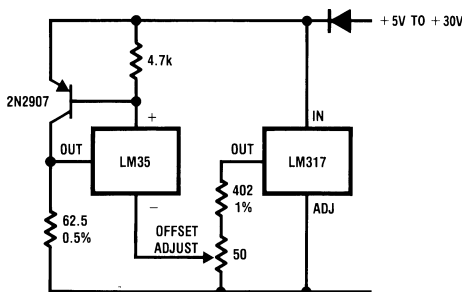 +5V TO +30V
4.7k
2N2907
+
IN
OUT
LM35
OUT
LM317
−
402
1%
ADJ
62.5
0.5%
OFFSET
ADJUST
50